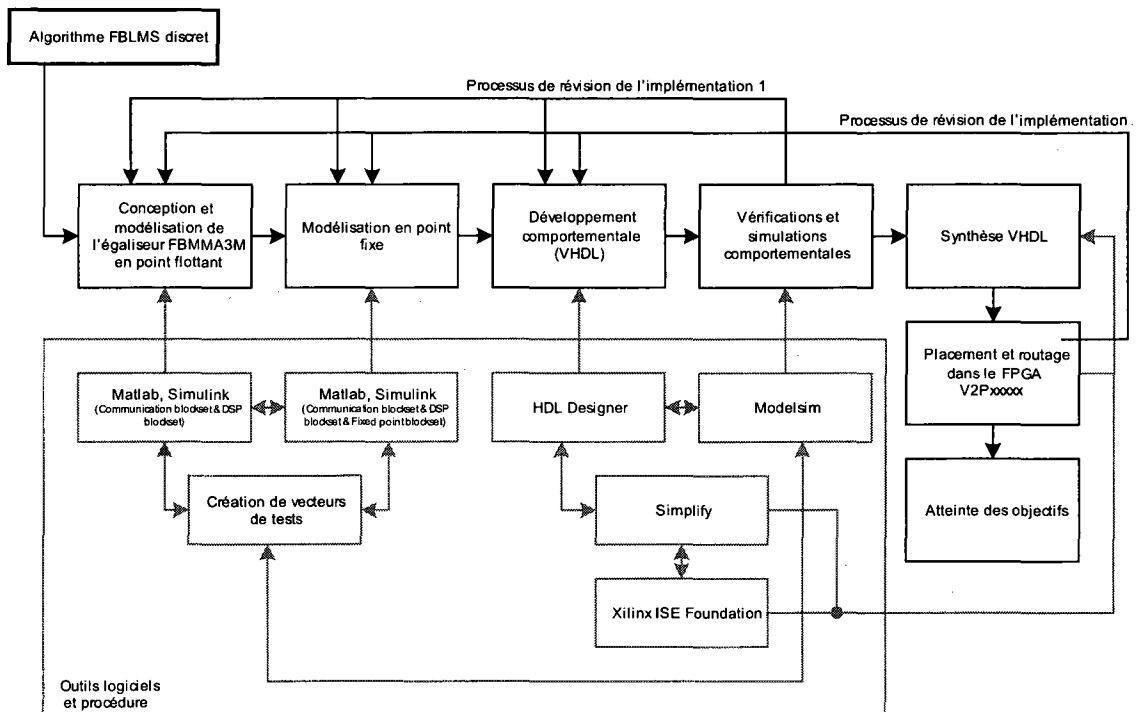 Algorithme FBLMS discret
Processus de révision de l'implémentation 1
Processus de révision de l'implémentation
Conception et
modélisation de
l'égaliseur FBMMA3M
en point flottant
Modélisation en point
fixe
Développement
comportementale
(VHDL)
Vérifications et
simulations
comportementales
Synthèse VHDL
Placement et routage
dans le FPGA
V2Pxxxxx
Atteinte des objectifs
Matlab, Simulink
(Communication blockset & DSP
blockset)
Matlab, Simulink
(Communication blockset & DSP
blockset & Fixed point blockset)
HDL Designer
Modelsim
Création de vecteurs
de tests
Simplify
Xilinx ISE Foundation
Outils logiciels
et procédure